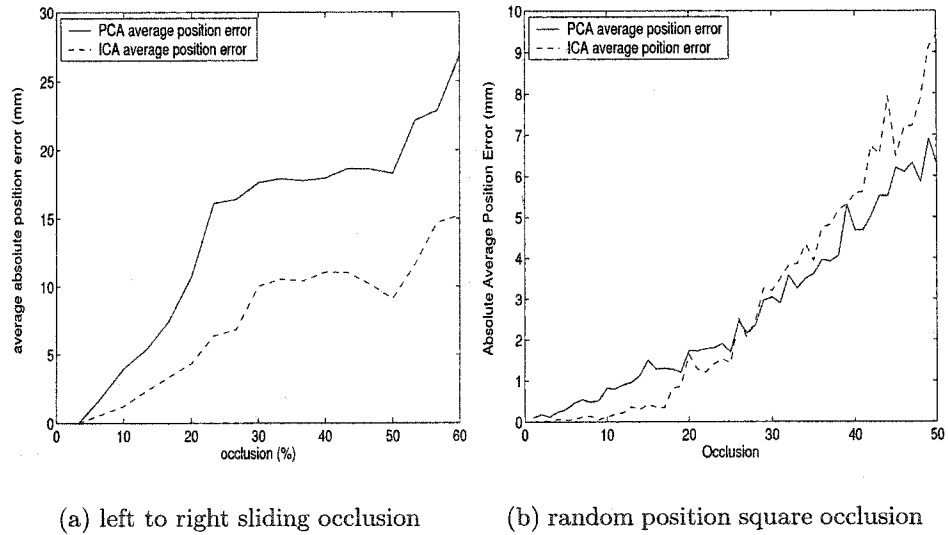 30
25
20
15
10
5
0
PCA average position error
ICA average position error
average absolute position error (mm)
0 10 20 30 40 50 60
occlusion (%)
10
9
8
7
6
5
4
3
2
1
0
PCA average position error
ICA average poition error
Absolute Average Position Error (mm)
0 10 20 30 40 50
Occlusion
(a) left to right sliding occlusion
(b) random position square occlusion